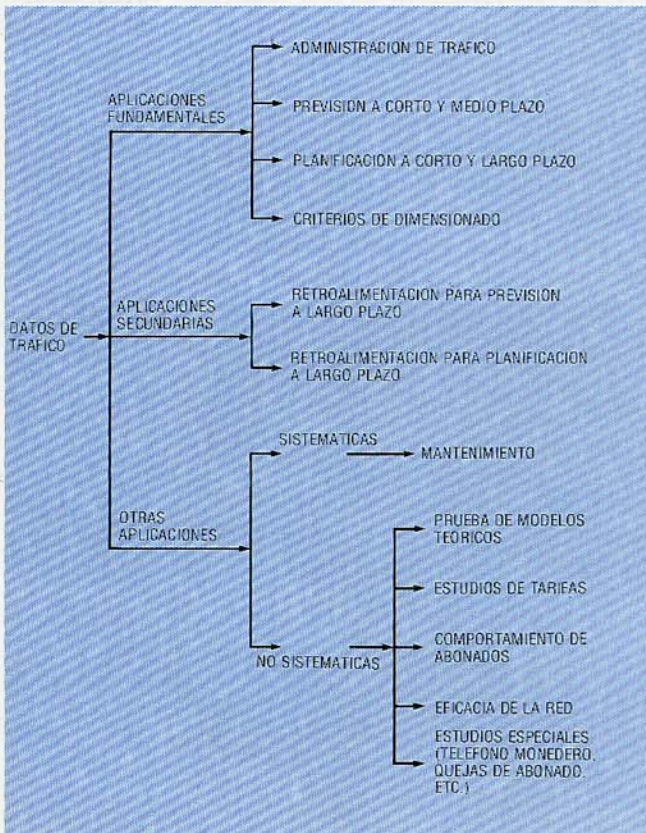 ADMINISTRACION DE TRAFICO
APLICACIONES
FUNDAMENTALES
PREVISION A CORTO Y MEDIO PLAZO
PLANIFICACION A CORTO Y LARGO PLAZO
CRITERIOS DE DIMENSIONADO
DATOS DE
TRAFICO
APLICACIONES
SECUNDARIAS
RETROALIMENTACION PARA PREVISION
A LARGO PLAZO
RETROALIMENTACION PARA PLANIFICACION
A LARGO PLAZO
OTRAS
APLICACIONES
SISTEMATICAS
MANTENIMIENTO
NO SISTEMATICAS
PRUEBA DE MODELOS
TEORICOS
ESTUDIOS DE TARIFAS
COMPORTAMIENTO DE
ABONADOS
EFICACIA DE LA RED
ESTUDIOS ESPECIALES
(TELEFONO MONEDERO,
QUEJAS DE ABONADO,
ETC.)